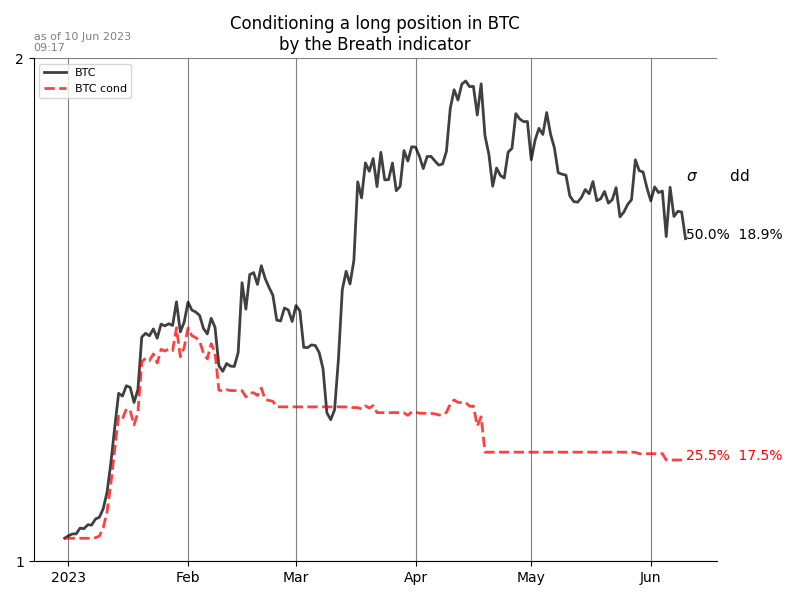 Conditioning a long position in BTC
by the Breath indicator
as of 10 Jun 2023
09:17
2
BTC
BTC cond
σ dd
50.0% 18.9%
25.5% 17.5%
1
2023 Feb Mar Apr May Jun